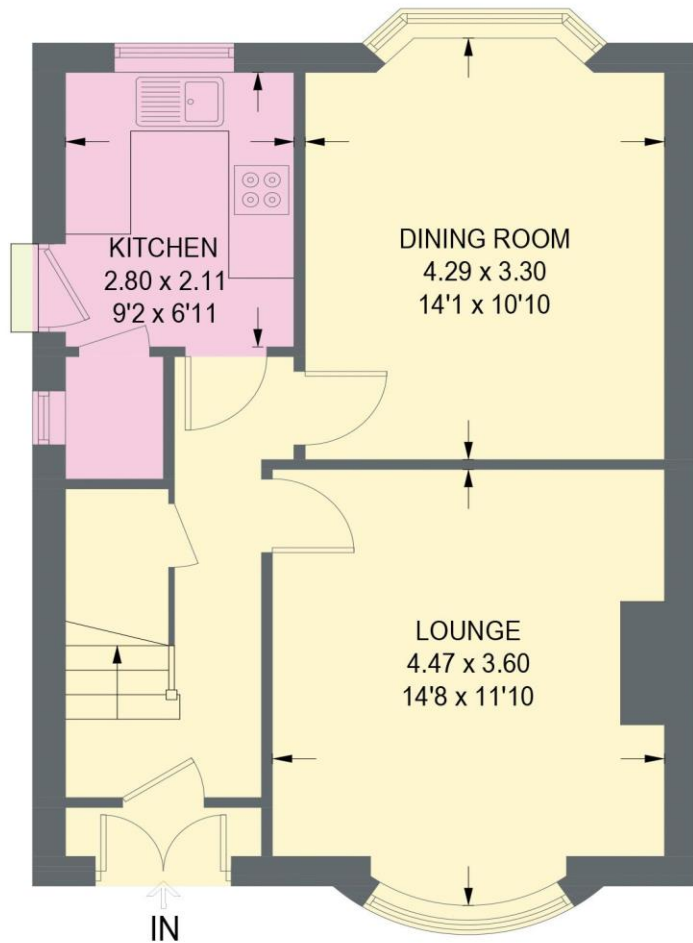 KITCHEN
2.80 x 2.11
9'2 x 6'11
DINING ROOM
4.29 x 3.30
14'1 x 10'10
LOUNGE
4.47 x 3.60
14'8 x 11'10
IN